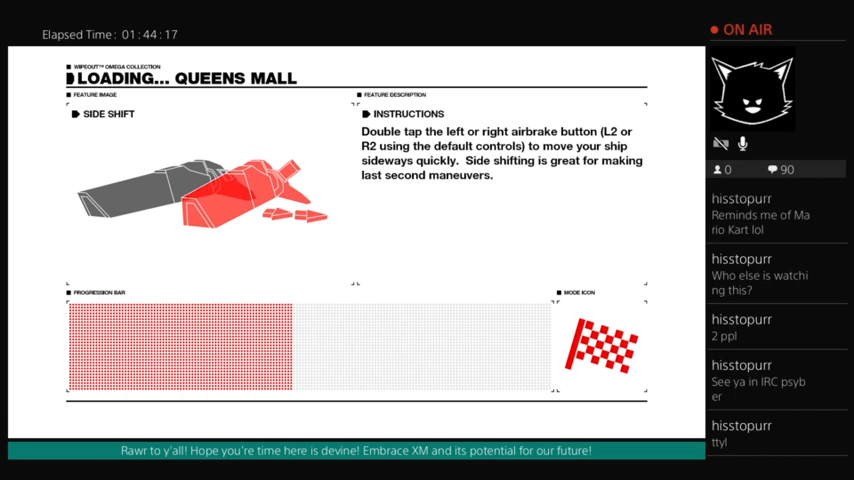 Elapsed Time : 01:44:17
ON AIR
WIPEOUT™ OMEGA COLLECTION
LOADING... QUEENS MALL
FEATURE IMAGE
FEATURE DESCRIPTION
SIDE SHIFT
INSTRUCTIONS
Double tap the left or right airbrake button (L2 or
R2 using the default controls) to move your ship
sideways quickly. Side shifting is great for making
last second maneuvers.
PROGRESSION BAR
MODE ICON
Rawr to y'all! Hope you're time here is devine! Embrace XM and its potential for our future!
0
90
hisstopurr
Reminds me of Ma
rio Kart lol
hisstopurr
Who else is watchi
ng this?
hisstopurr
2 ppl
hisstopurr
See ya in IRC psyb
er
hisstopurr
ttyl